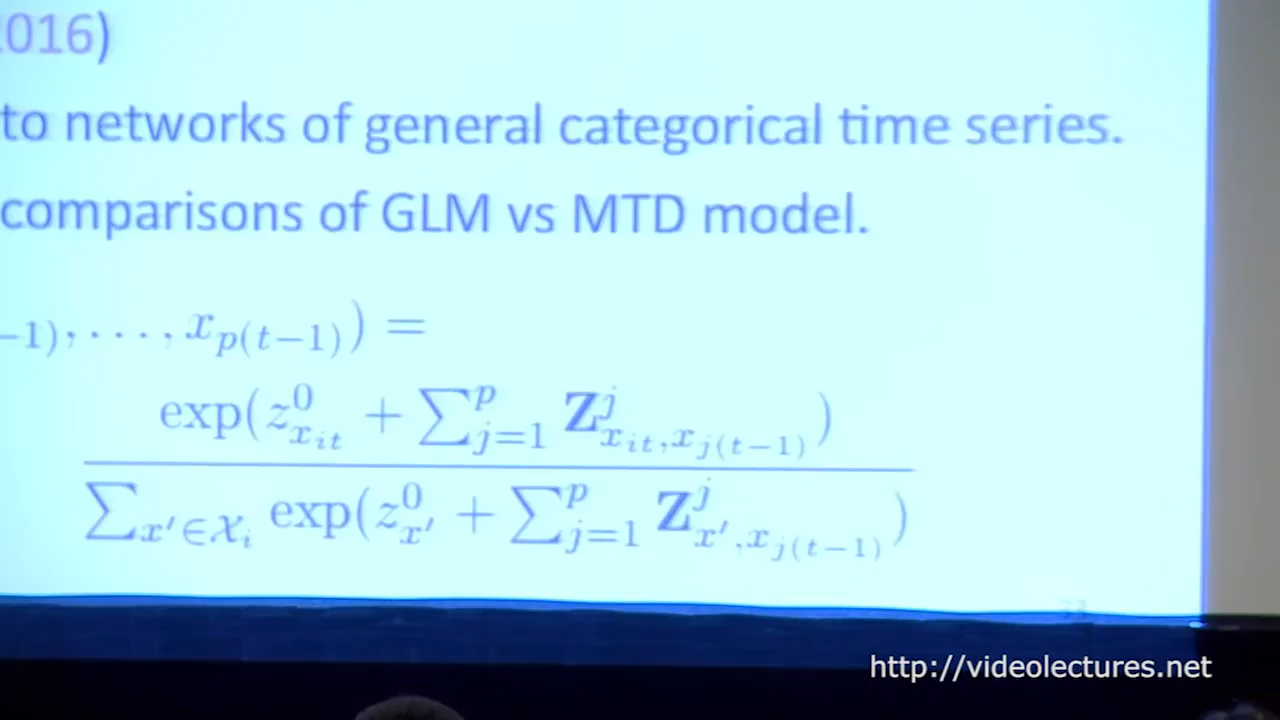 2016)
to networks of general categorical time series.
comparisons of GLM vs MTD model.
−1), . . . , x_{p(t−1)}) =
exp(z^0_{x_{it}} + ∑^p_{j=1} Z^j_{x_{it},x_{j(t−1)}})
∑_{x′∈X_i} exp(z^0_{x′} + ∑^p_{j=1} Z^j_{x′,x_{j(t−1)}})
http://videolectures.net